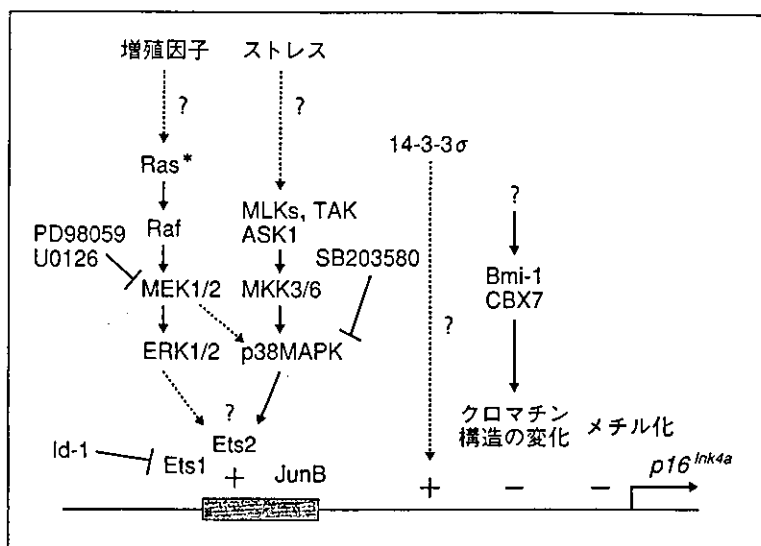 増殖因子
ストレス
?
?
14-3-3σ
Ras*
?
MLKs, TAK
ASK1
Raf
PD98059
U0126
SB203580
Bmi-1
CBX7
MEK1/2
MKK3/6
?
ERK1/2
p38MAPK
?
クロマチン
構造の変化
メチル化
Ets2
Id-1
Ets1
+
JunB
+
−
−
p16Ink4a